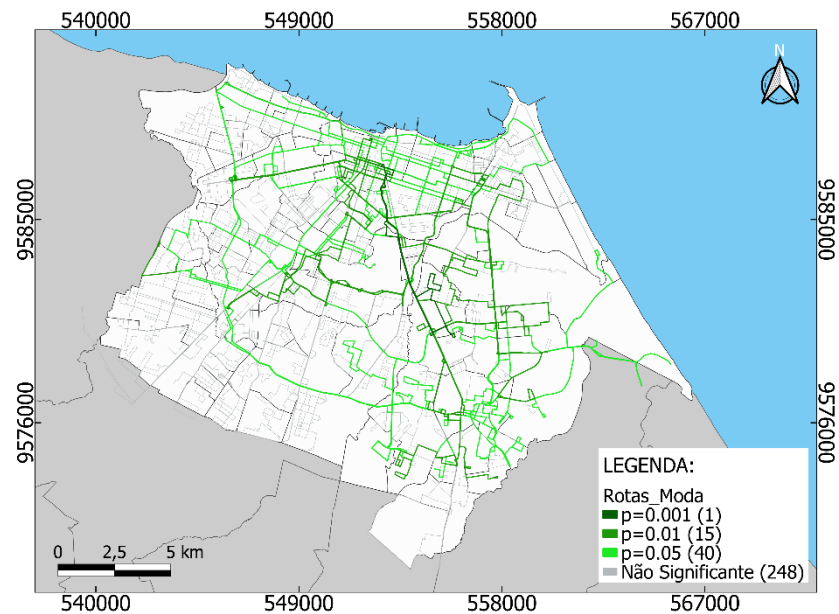 540000 549000 558000 567000
N
9585000 9585000
9576000 9576000
LEGENDA:
Rotas_Moda
p=0.001 (1)
p=0.01 (15)
p=0.05 (40)
Não Significante (248)
0 2,5 5 km
540000 549000 558000 567000